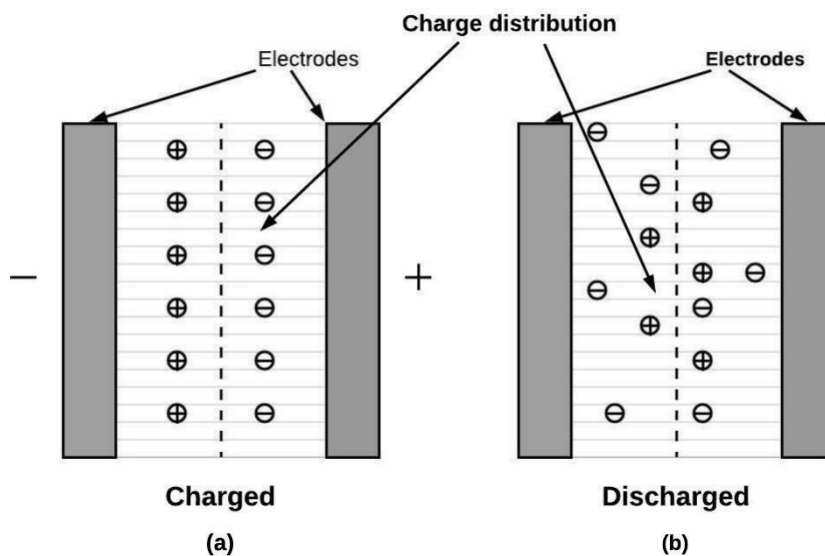 Charge distribution
Electrodes
Electrodes
−
+
Charged
Discharged
(a)
(b)